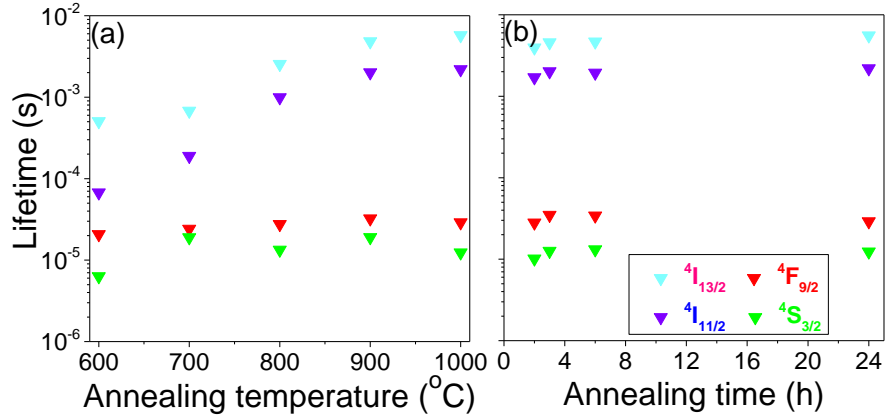 (a)
(b)
Lifetime (s)
10⁻²
10⁻³
10⁻⁴
10⁻⁵
10⁻⁶
600 700 800 900 1000
Annealing temperature (°C)
0 4 8 12 16 20 24
Annealing time (h)
⁴I₁₃/₂ ⁴F₉/₂
⁴I₁₁/₂ ⁴S₃/₂